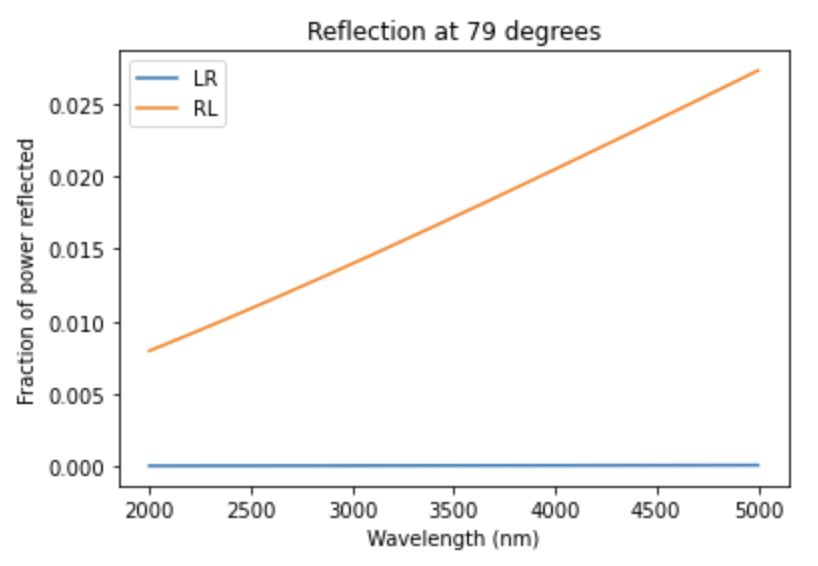 Reflection at 79 degrees
LR
RL
Fraction of power reflected
0.025
0.020
0.015
0.010
0.005
0.000
2000 2500 3000 3500 4000 4500 5000
Wavelength (nm)